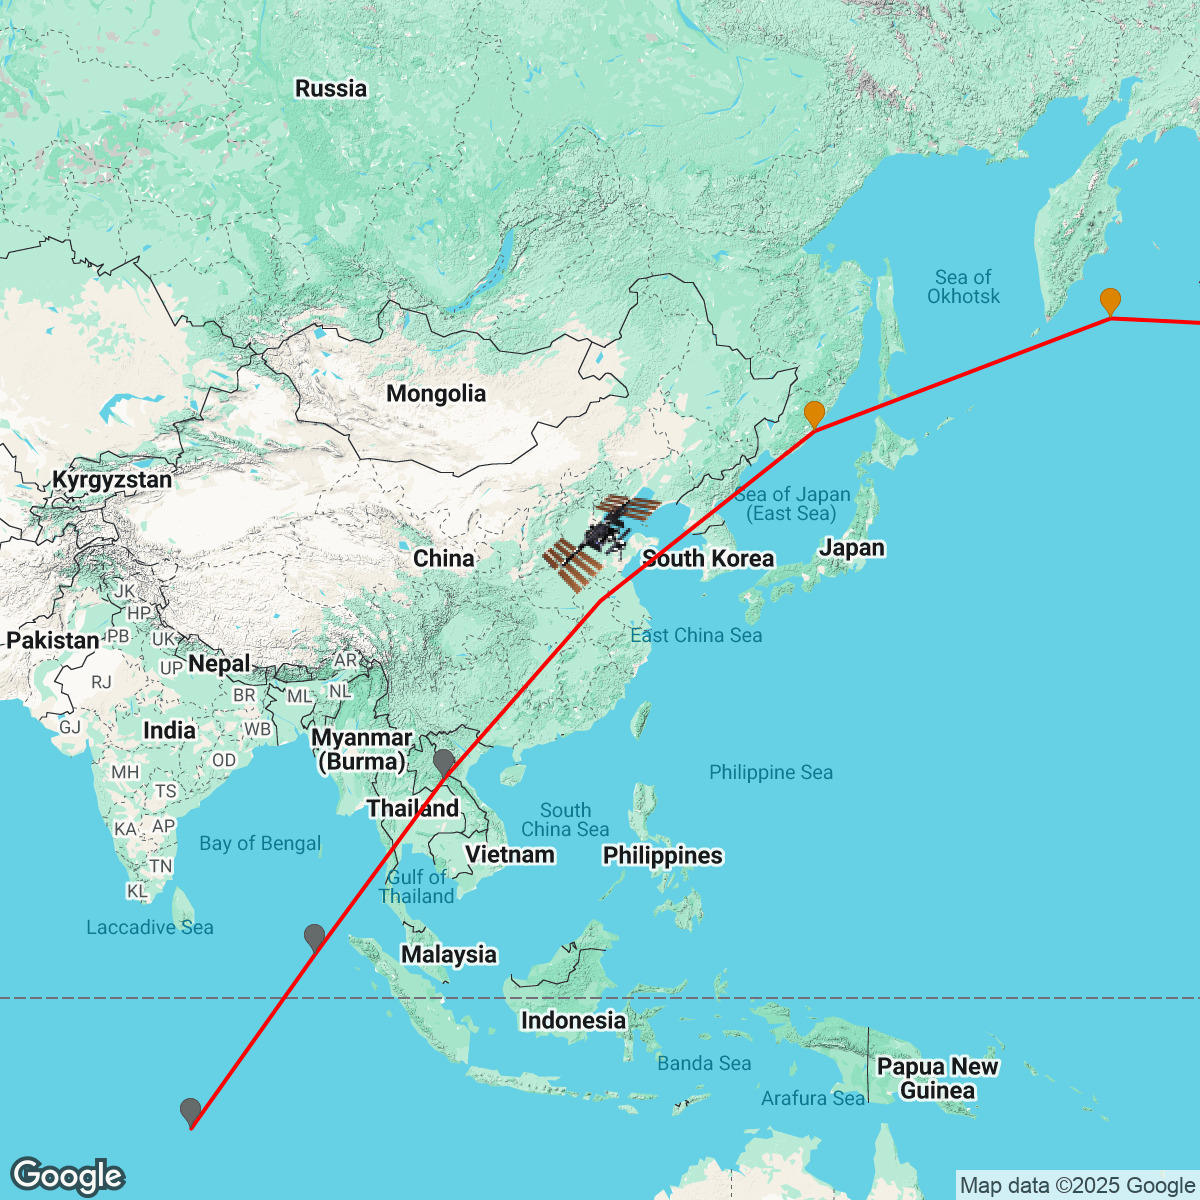 Russia
Sea of
Okhotsk
Mongolia
Kyrgyzstan
Sea of Japan
(East Sea)
China
South Korea
Japan
JK
HP
Pakistan
PB
UK
East China Sea
Nepal
AR
UP
RJ
BR
ML
NL
GJ
India
WB
Myanmar
(Burma)
OD
MH
TS
Philippine Sea
Thailand
South
China Sea
KA
AP
Bay of Bengal
Vietnam
Philippines
TN
KL
Gulf of
Thailand
Laccadive Sea
Malaysia
Indonesia
Banda Sea
Papua New
Guinea
Arafura Sea
Google
Map data ©2025 Google